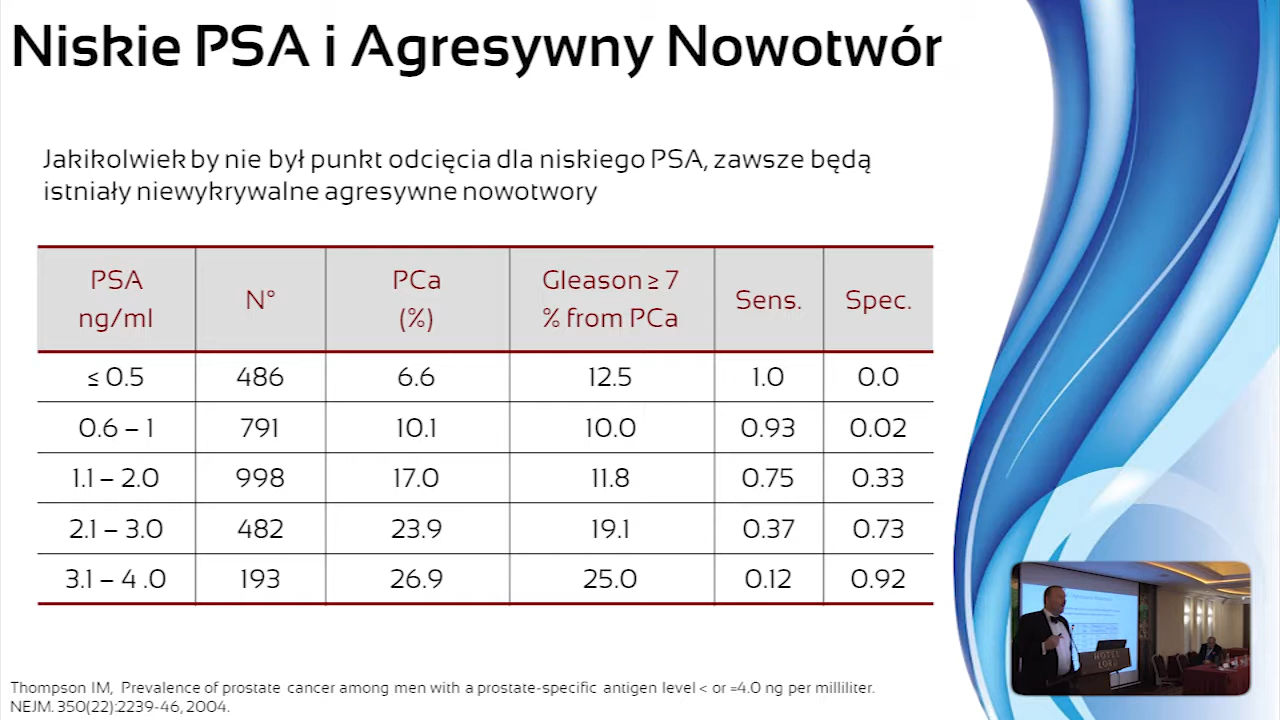 Niskie PSA i Agresywny Nowotwór
Jakikolwiek by nie był punkt odcięcia dla niskiego PSA, zawsze będą
istniały niewykrywalne agresywne nowotwory
PSA ng/ml N° PCa (%) Gleason ≥ 7 % from PCa Sens. Spec.
≤ 0.5 486 6.6 12.5 1.0 0.0
0.6 – 1 791 10.1 10.0 0.93 0.02
1.1 – 2.0 998 17.0 11.8 0.75 0.33
2.1 – 3.0 482 23.9 19.1 0.37 0.73
3.1 – 4 .0 193 26.9 25.0 0.12 0.92
Thompson IM, Prevalence of prostate cancer among men with a prostate-specific antigen level < or =4.0 ng per milliliter.
NEJM. 350(22):2239-46, 2004.
HOTEL